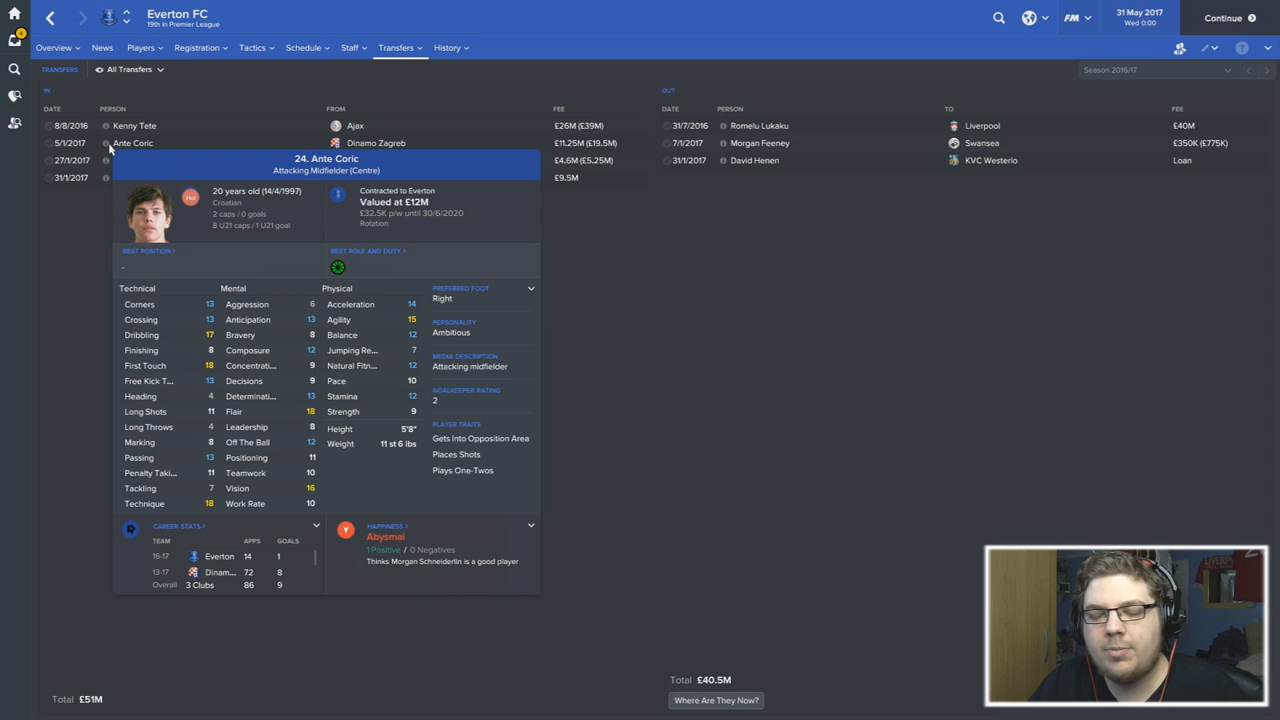 Everton FC
19th in Premier League
31 May 2017
Wed 0:00
FM
Continue
Overview
News
Players
Registration
Tactics
Schedule
Staff
Transfers
History
TRANSFERS
All Transfers
Season 2016/17
IN
DATE PERSON FROM FEE
8/8/2016 Kenny Tete Ajax £26M (£39M)
5/1/2017 Ante Coric Dinamo Zagreb £11.25M (£19.5M)
27/1/2017 £4.6M (£5.25M)
31/1/2017 £9.5M
OUT
DATE PERSON TO FEE
31/7/2016 Romelu Lukaku Liverpool £40M
7/1/2017 Morgan Feeney Swansea £350K (£775K)
31/1/2017 David Henen KVC Westerlo Loan
24. Ante Coric
Attacking Midfielder (Centre)
Hol
20 years old (14/4/1997)
Croatian
2 caps / 0 goals
8 U21 caps / 1 U21 goal
Contracted to Everton
Valued at £12M
£32.5K p/w until 30/6/2020
Rotation
BEST POSITION
-
BEST ROLE AND DUTY
Technical Mental Physical
Corners 13 Aggression 6 Acceleration 14
Crossing 13 Anticipation 13 Agility 15
Dribbling 17 Bravery 8 Balance 12
Finishing 8 Composure 12 Jumping Re... 7
First Touch 18 Concentrati... 9 Natural Fitn... 12
Free Kick T... 13 Decisions 9 Pace 10
Heading 4 Determinati... 13 Stamina 12
Long Shots 11 Flair 18 Strength 9
Long Throws 4 Leadership 8 Height 5'8"
Marking 8 Off The Ball 12 Weight 11 st 6 lbs
Passing 13 Positioning 11
Penalty Taki... 11 Teamwork 10
Tackling 7 Vision 16
Technique 18 Work Rate 10
PREFERRED FOOT
Right
PERSONALITY
Ambitious
MEDIA DESCRIPTION
Attacking midfielder
GOALKEEPER RATING
2
PLAYER TRAITS
Gets Into Opposition Area
Places Shots
Plays One-Twos
CAREER STATS
TEAM APPS GOALS
16-17 Everton 14 1
13-17 Dinam... 72 8
Overall 3 Clubs 86 9
HAPPINESS
Abysmal
1 Positive / 0 Negatives
Thinks Morgan Schneiderlin is a good player
Total £51M
Total £40.5M
Where Are They Now?